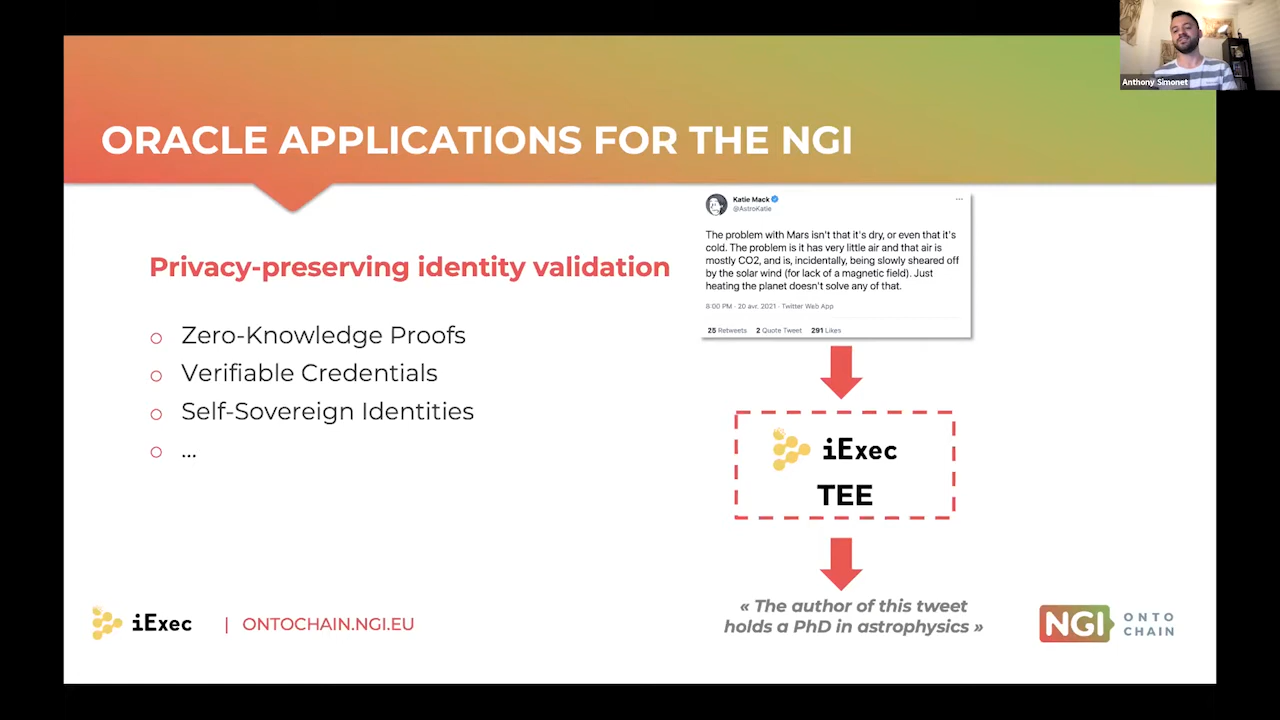 Anthony Simonet
ORACLE APPLICATIONS FOR THE NGI
Privacy-preserving identity validation
○ Zero-Knowledge Proofs
○ Verifiable Credentials
○ Self-Sovereign Identities
○ ...
Katie Mack
@AstroKatie
The problem with Mars isn't that it's dry, or even that it's
cold. The problem is it has very little air and that air is
mostly CO2, and is, incidentally, being slowly sheared off
by the solar wind (for lack of a magnetic field). Just
heating the planet doesn't solve any of that.
8:00 PM · 20 avr. 2021 · Twitter Web App
25 Retweets 2 Quote Tweet 291 Likes
iExec
TEE
« The author of this tweet
holds a PhD in astrophysics »
iExec | ONTOCHAIN.NGI.EU
NGI ONTO
CHAIN